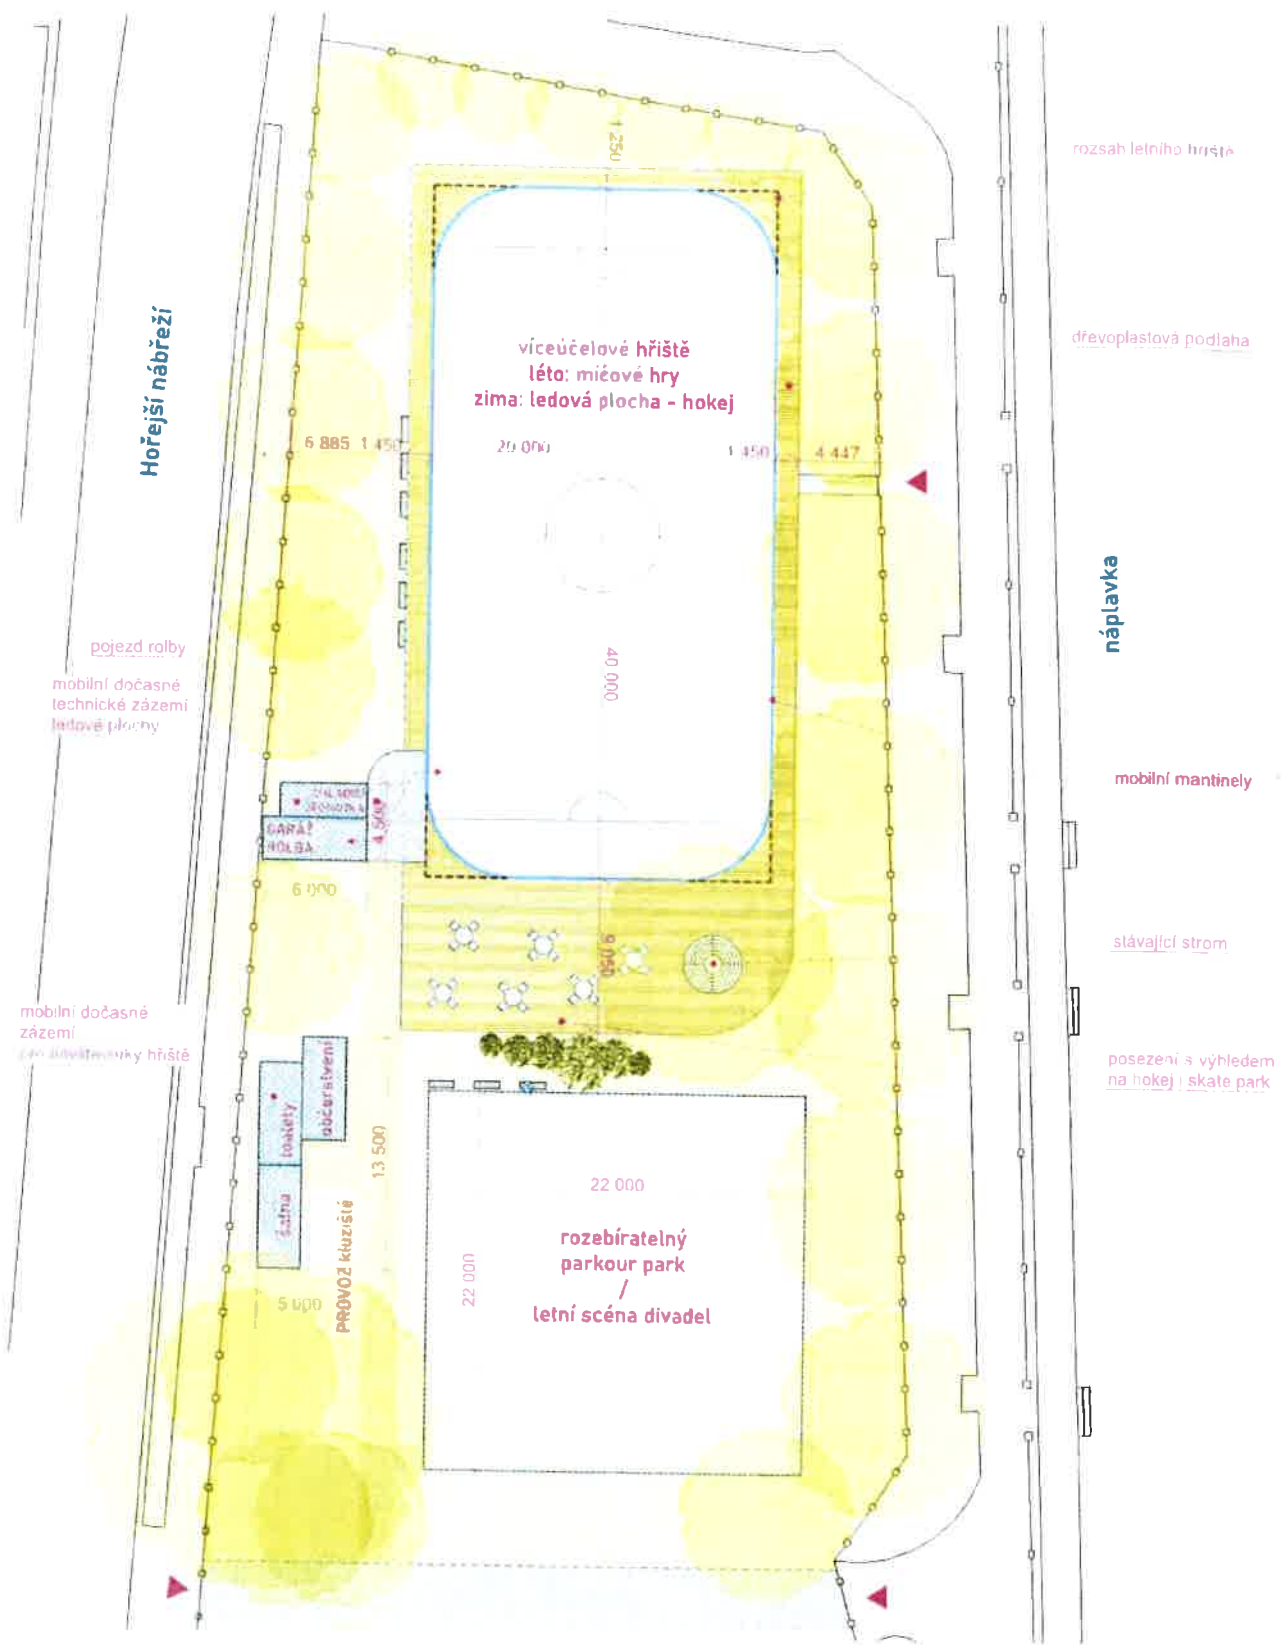 rozsah letního hřiště
1 250
dřevoplastová podlaha
Hořejší nábřeží
víceúčelové hřiště
léto: míčové hry
zima: ledová plocha - hokej
6 885
1 450
20 000
1 450
4 447
náplavka
pojezd rolby
mobilní dočasné
technické zázemí
ledové plochy
40 000
mobilní mantinely
GARÁŽ
ROLBA
4 500
6 000
9 050
stávající strom
mobilní dočasné
zázemí
hřiště
posezení s výhledem
na hokej i skate park
občerstvení
toalety
šatna
13 500
PROVOZ kluziště
5 000
22 000
22 000
rozebíratelný
parkour park
/
letní scéna divadel